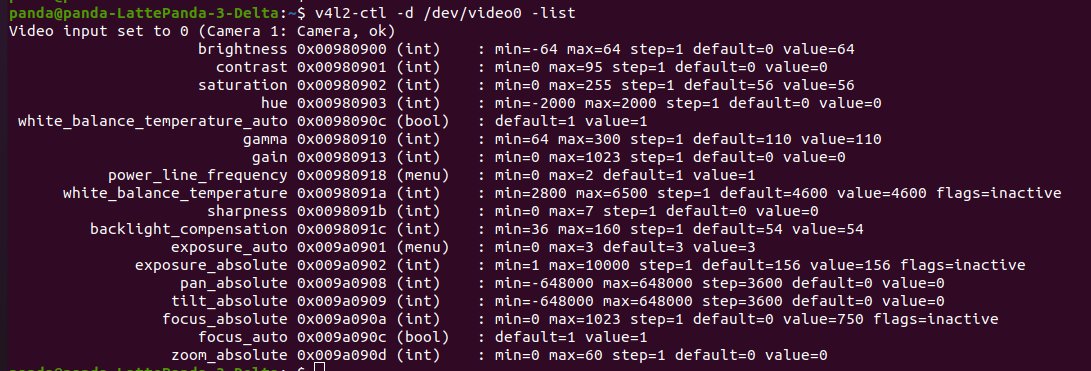 panda@panda-LattePanda-3-Delta:~$ v4l2-ctl -d /dev/video0 -list
Video input set to 0 (Camera 1: Camera, ok)
brightness 0x00980900 (int) : min=-64 max=64 step=1 default=0 value=64
contrast 0x00980901 (int) : min=0 max=95 step=1 default=0 value=0
saturation 0x00980902 (int) : min=0 max=255 step=1 default=56 value=56
hue 0x00980903 (int) : min=-2000 max=2000 step=1 default=0 value=0
white_balance_temperature_auto 0x0098090c (bool) : default=1 value=1
gamma 0x00980910 (int) : min=64 max=300 step=1 default=110 value=110
gain 0x00980913 (int) : min=0 max=1023 step=1 default=0 value=0
power_line_frequency 0x00980918 (menu) : min=0 max=2 default=1 value=1
white_balance_temperature 0x0098091a (int) : min=2800 max=6500 step=1 default=4600 value=4600 flags=inactive
sharpness 0x0098091b (int) : min=0 max=7 step=1 default=0 value=0
backlight_compensation 0x0098091c (int) : min=36 max=160 step=1 default=54 value=54
exposure_auto 0x009a0901 (menu) : min=0 max=3 default=3 value=3
exposure_absolute 0x009a0902 (int) : min=1 max=10000 step=1 default=156 value=156 flags=inactive
pan_absolute 0x009a0908 (int) : min=-648000 max=648000 step=3600 default=0 value=0
tilt_absolute 0x009a0909 (int) : min=-648000 max=648000 step=3600 default=0 value=0
focus_absolute 0x009a090a (int) : min=0 max=1023 step=1 default=0 value=750 flags=inactive
focus_auto 0x009a090c (bool) : default=1 value=1
zoom_absolute 0x009a090d (int) : min=0 max=60 step=1 default=0 value=0
panda@panda-LattePanda-3-Delta:~$